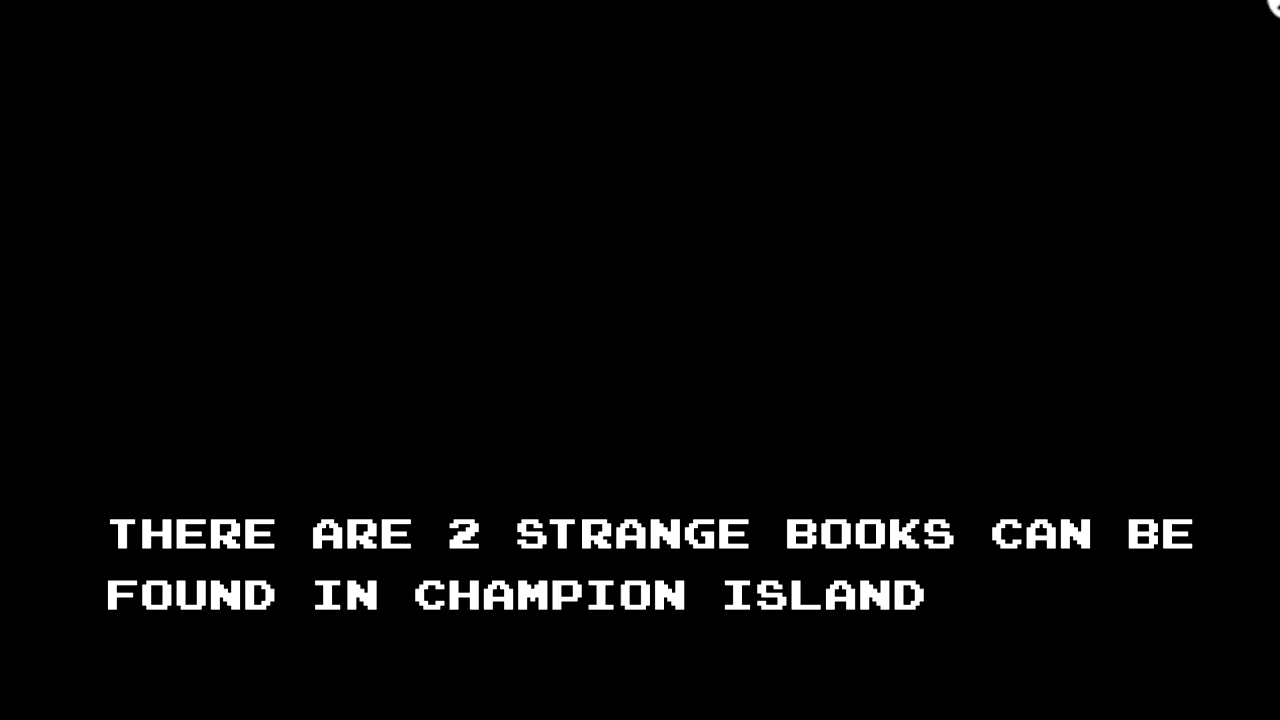 THERE ARE 2 STRANGE BOOKS CAN BE
FOUND IN CHAMPION ISLAND